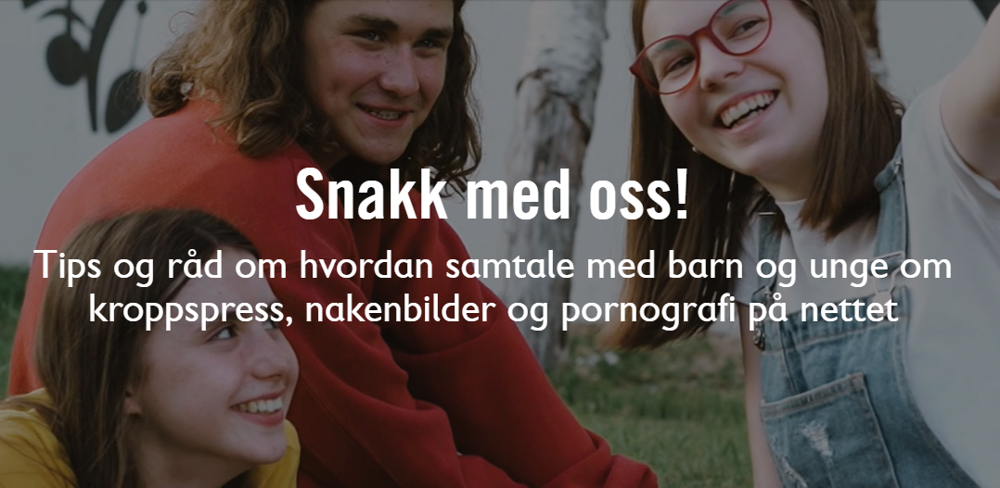 Snakk med oss!
Tips og råd om hvordan samtale med barn og unge om
kroppspress, nakenbilder og pornografi på nettet